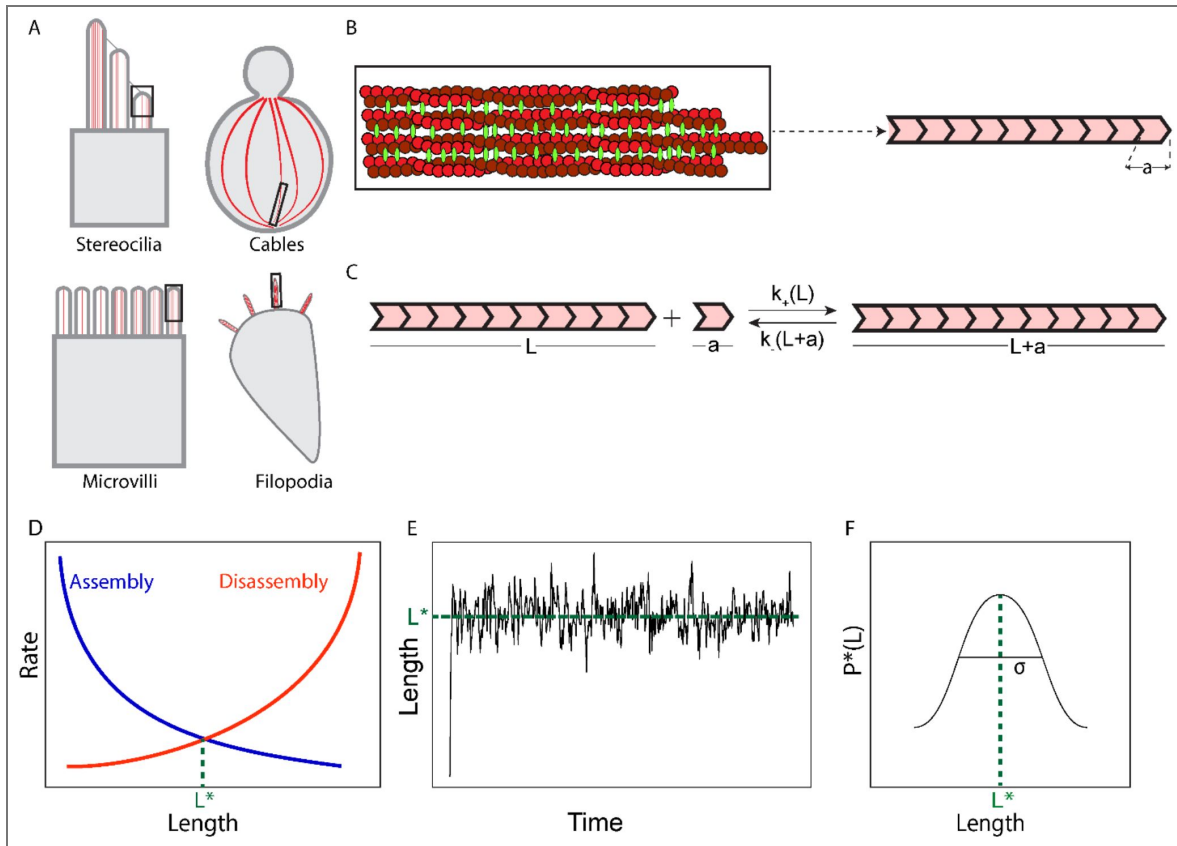 A
Stereocilia
Cables
Microvilli
Filopodia
B
a
C
L
+
a
k₊(L)
k₋(L+a)
L+a
D
Assembly
Disassembly
Rate
L*
Length
E
L*
Length
Time
F
P*(L)
σ
L*
Length